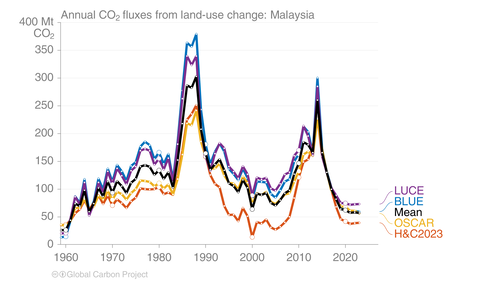 Annual CO₂ fluxes from land-use change: Malaysia
400 Mt
CO₂
350
300
250
200
150
100
50
0
1960
1970
1980
1990
2000
2010
2020
LUCE
BLUE
Mean
OSCAR
H&C2023
Global Carbon Project